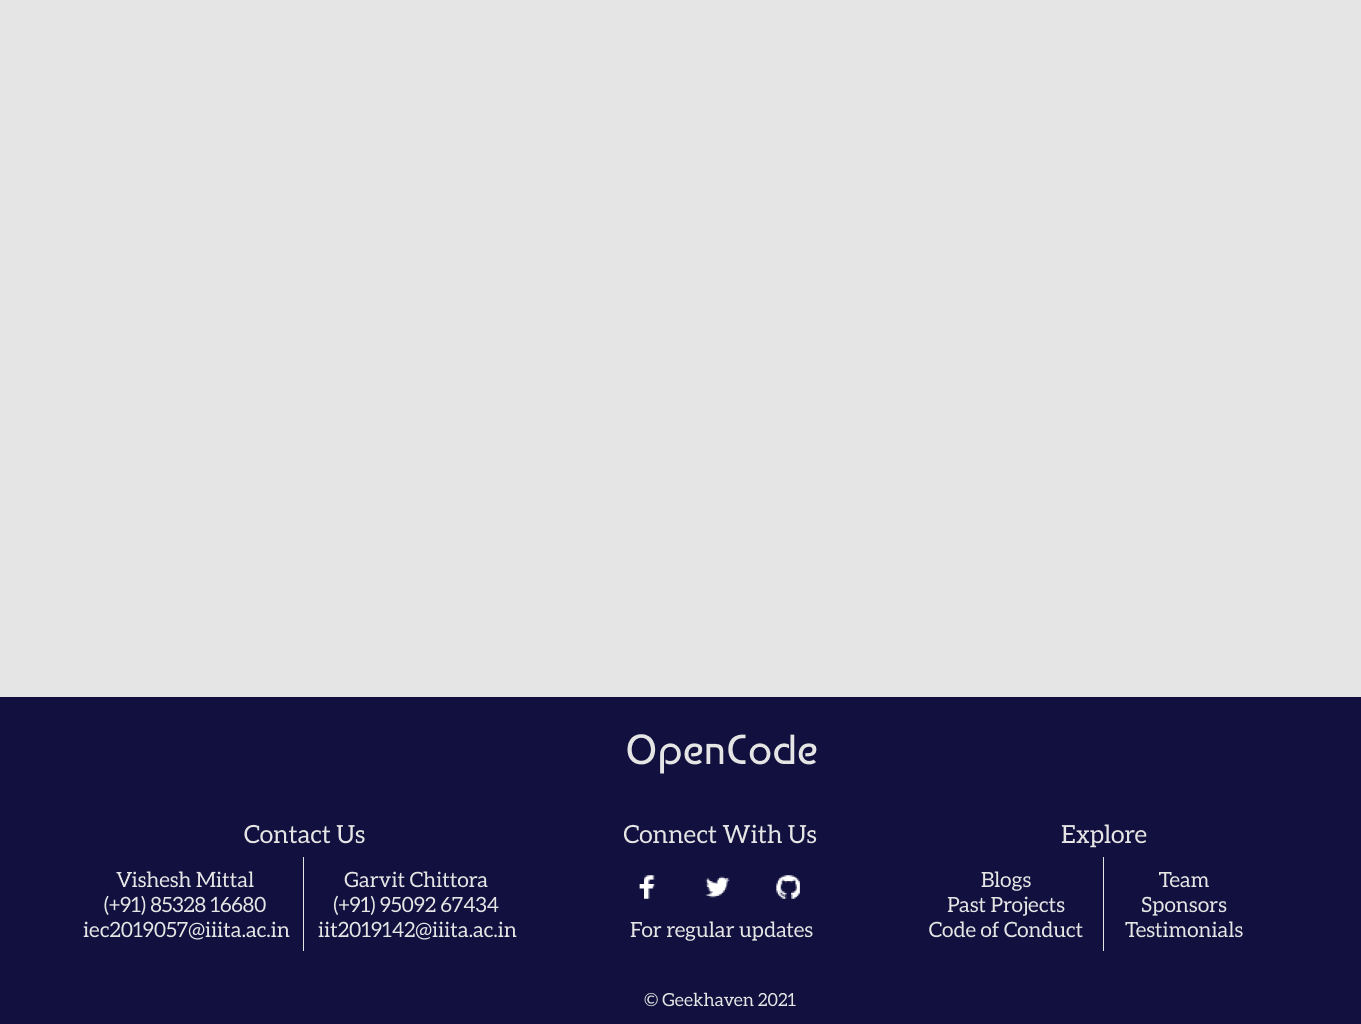 OpenCode
Contact Us
Vishesh Mittal
(+91) 85328 16680
iec2019057@iiita.ac.in
Garvit Chittora
(+91) 95092 67434
iit2019142@iiita.ac.in
Connect With Us
For regular updates
Explore
Blogs
Past Projects
Code of Conduct
Team
Sponsors
Testimonials
© Geekhaven 2021